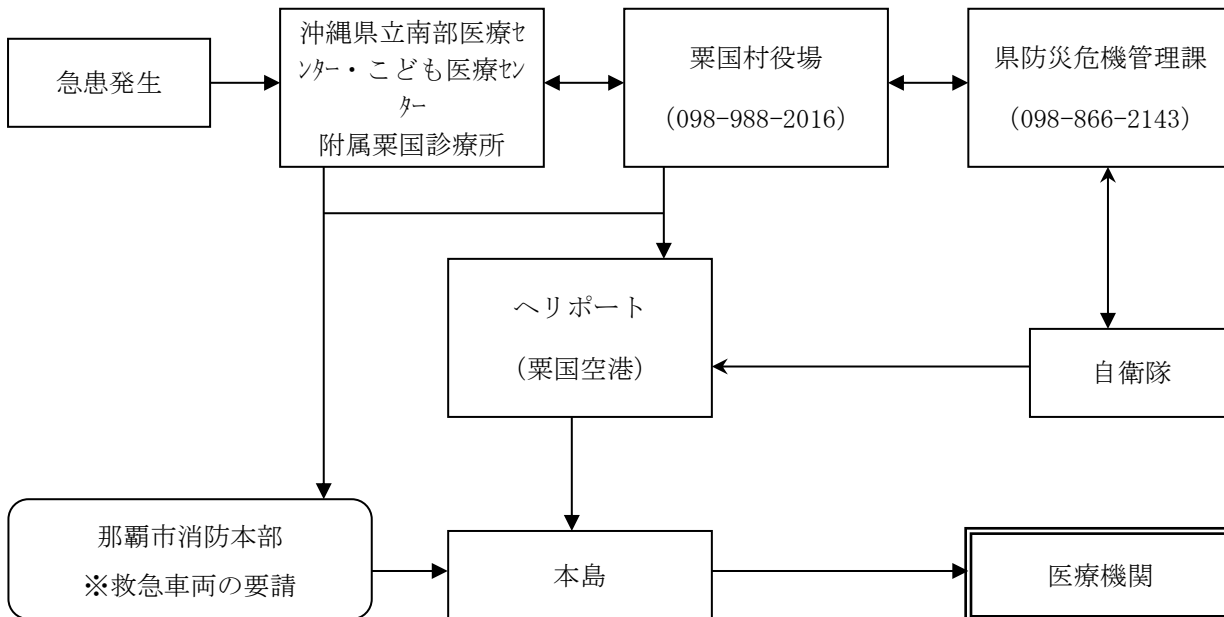 急患発生
沖縄県立南部医療ｾ
ﾝﾀｰ・こども医療ｾﾝ
ﾀｰ
附属粟国診療所
粟国村役場
(098-988-2016)
県防災危機管理課
(098-866-2143)
ヘリポート
(粟国空港)
自衛隊
那覇市消防本部
※救急車両の要請
本島
医療機関